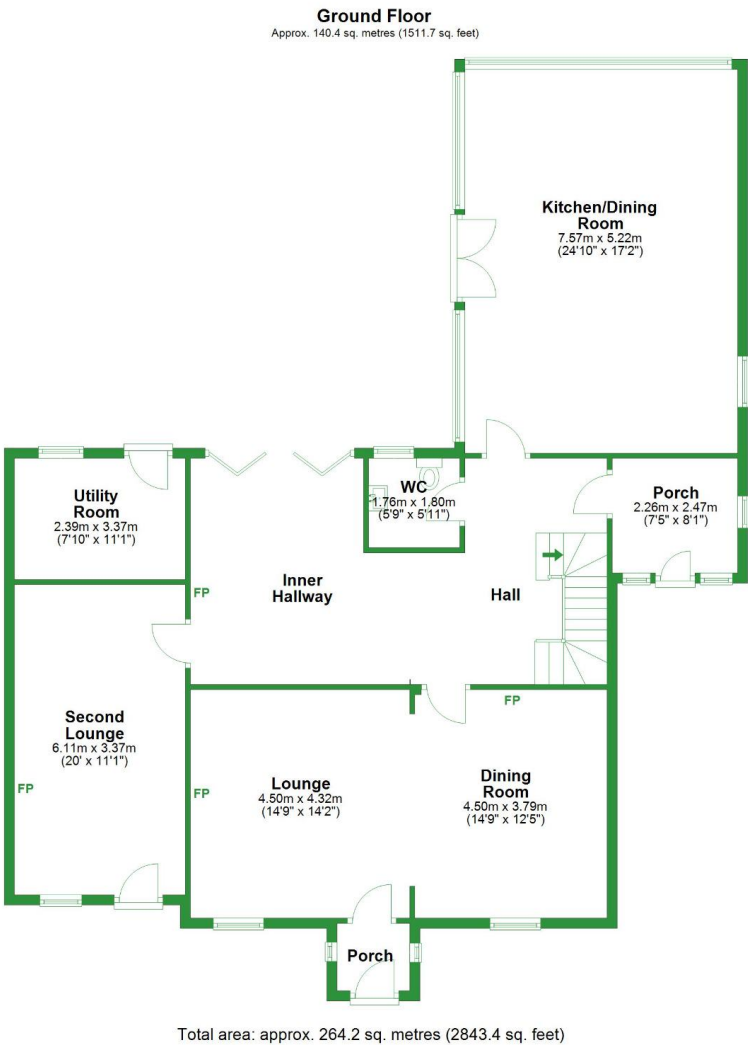 Ground Floor
Approx. 140.4 sq. metres (1511.7 sq. feet)
Kitchen/Dining
Room
7.57m x 5.22m
(24'10" x 17'2")
Utility
Room
2.39m x 3.37m
(7'10" x 11'1")
WC
1.76m x 1.80m
(5'9" x 5'11")
Porch
2.26m x 2.47m
(7'5" x 8'1")
FP
Inner
Hallway
Hall
Second
Lounge
6.11m x 3.37m
(20' x 11'1")
FP
FP
Lounge
4.50m x 4.32m
(14'9" x 14'2")
FP
Dining
Room
4.50m x 3.79m
(14'9" x 12'5")
Porch
Total area: approx. 264.2 sq. metres (2843.4 sq. feet)